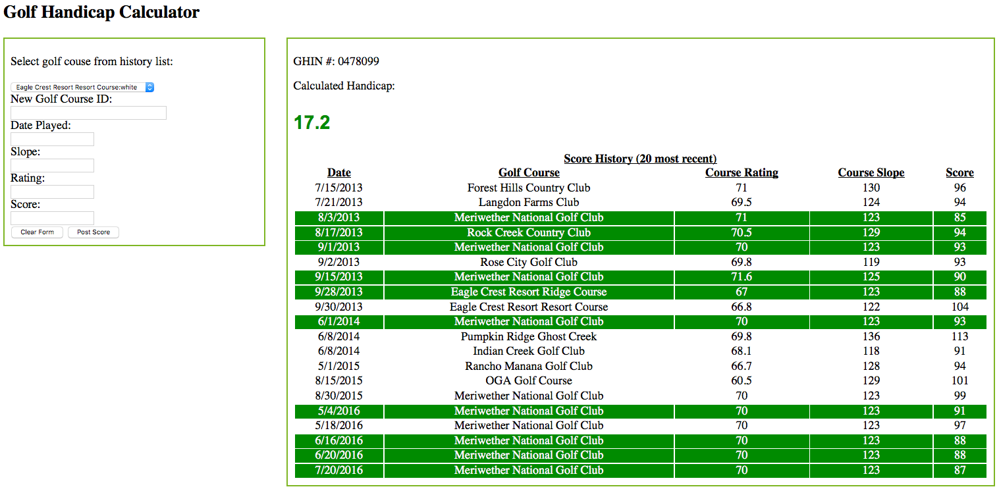 Golf Handicap Calculator
Select golf couse from history list:
Eagle Crest Resort Resort Course:white
New Golf Course ID:
Date Played:
Slope:
Rating:
Score:
Clear Form Post Score
GHIN #: 0478099
Calculated Handicap:
17.2
Score History (20 most recent)
Date Golf Course Course Rating Course Slope Score
7/15/2013 Forest Hills Country Club 71 130 96
7/21/2013 Langdon Farms Club 69.5 124 94
8/3/2013 Meriwether National Golf Club 71 123 85
8/17/2013 Rock Creek Country Club 70.5 129 94
9/1/2013 Meriwether National Golf Club 70 123 93
9/2/2013 Rose City Golf Club 69.8 119 93
9/15/2013 Meriwether National Golf Club 71.6 125 90
9/28/2013 Eagle Crest Resort Ridge Course 67 123 88
9/30/2013 Eagle Crest Resort Resort Course 66.8 122 104
6/1/2014 Meriwether National Golf Club 70 123 93
6/8/2014 Pumpkin Ridge Ghost Creek 69.8 136 113
6/8/2014 Indian Creek Golf Club 68.1 118 91
5/1/2015 Rancho Manana Golf Club 66.7 128 94
8/15/2015 OGA Golf Course 60.5 129 101
8/30/2015 Meriwether National Golf Club 70 123 99
5/4/2016 Meriwether National Golf Club 70 123 91
5/18/2016 Meriwether National Golf Club 70 123 97
6/16/2016 Meriwether National Golf Club 70 123 88
6/20/2016 Meriwether National Golf Club 70 123 88
7/20/2016 Meriwether National Golf Club 70 123 87